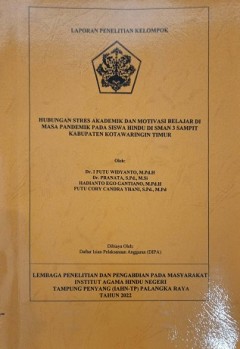 LAPORAN PENELITIAN KELOMPOK
HUBUNGAN STRES AKADEMIK DAN MOTIVASI BELAJAR DI
MASA PANDEMIK PADA SISWA HINDU DI SMAN 3 SAMPIT
KABUPATEN KOTAWARINGIN TIMUR
Oleh:
Dr. I PUTU WIDYANTO, M.Pd.H
Dr. PRANATA, S.Pd., M.Si
HADIANTO EGO GANTIANO, M.Pd.H
PUTU CORY CANDRA YHANI, S.Pd., M.Pd
Dibiayai Oleh:
Daftar Isian Pelaksanaan Anggaran (DIPA)
LEMBAGA PENELITIAN DAN PENGABDIAN PADA MASYARAKAT
INSTITUT AGAMA HINDU NEGERI
TAMPUNG PENYANG (IAHN-TP) PALANGKA RAYA
TAHUN 2022